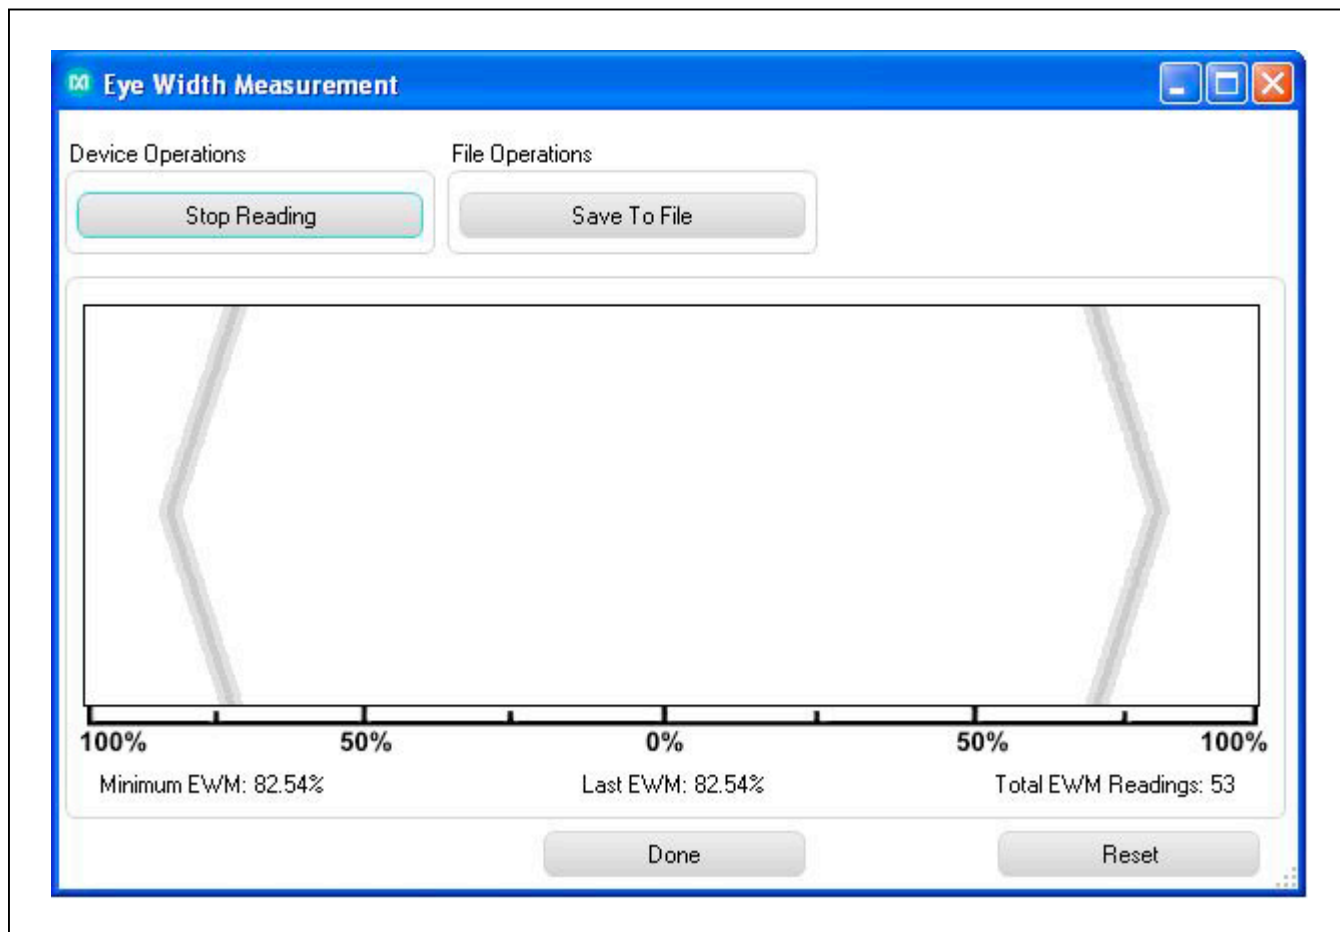 Eye Width Measurement
Device Operations
File Operations
Stop Reading
Save To File
100%
50%
0%
50%
100%
Minimum EWM: 82.54%
Last EWM: 82.54%
Total EWM Readings: 53
Done
Reset